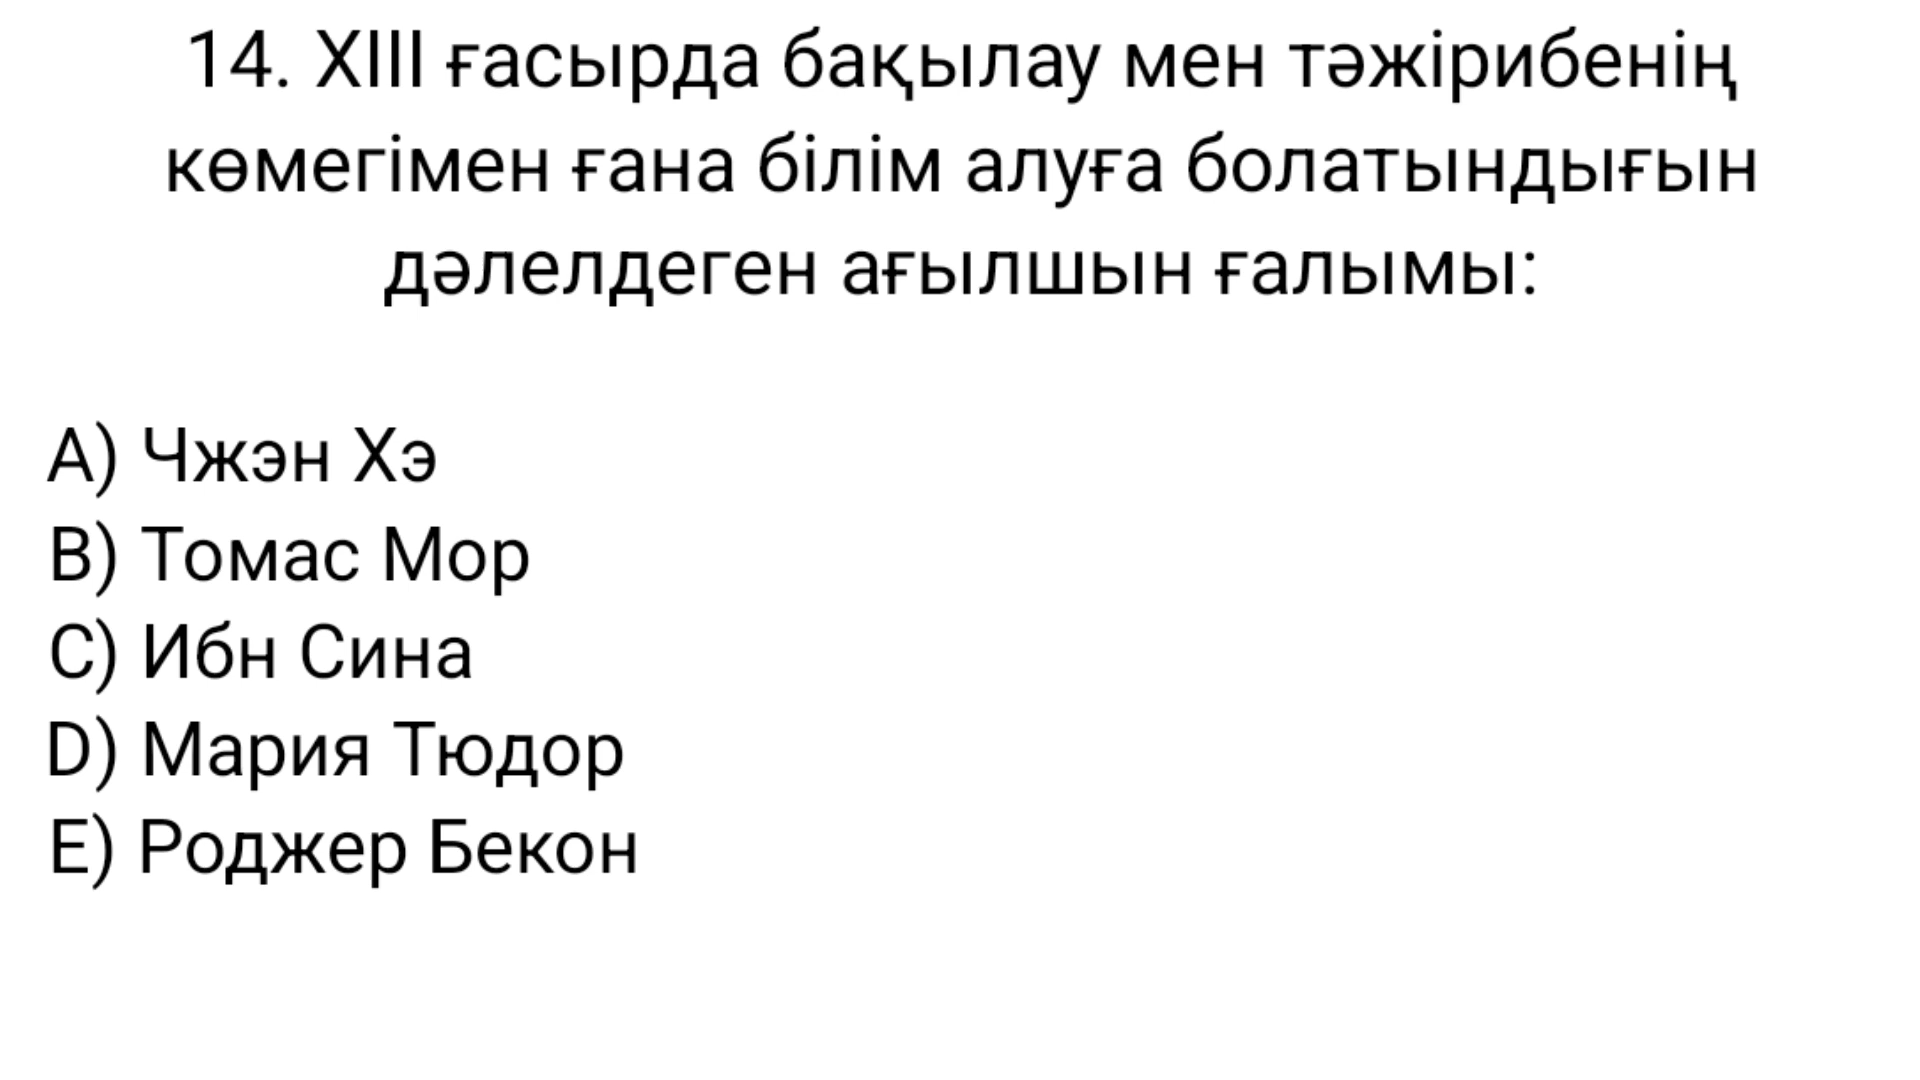 14. XIII ғасырда бақылау мен тәжірибенің
көмегімен ғана білім алуға болатындығын
дәлелдеген ағылшын ғалымы:
A) Чжэн Хэ
B) Томас Мор
C) Ибн Сина
D) Мария Тюдор
E) Роджер Бекон